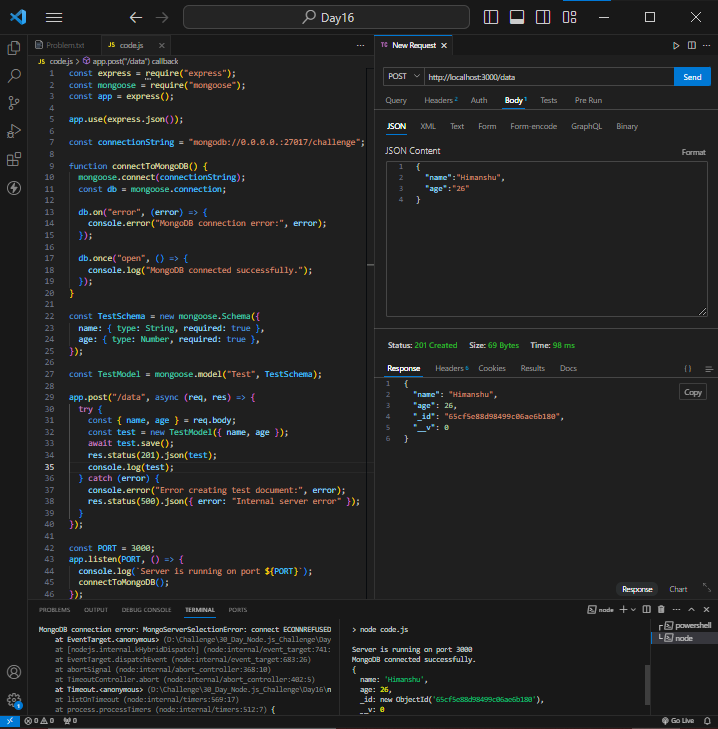 Day16
Problem.txt
code.js
New Request
code.js > app.post("/data") callback
1 const express = require("express");
2 const mongoose = require("mongoose");
3 const app = express();
4
5 app.use(express.json());
6
7 const connectionString = "mongodb://0.0.0.0.:27017/challenge";
8
9 function connectToMongoDB() {
10 mongoose.connect(connectionString);
11 const db = mongoose.connection;
12
13 db.on("error", (error) => {
14 console.error("MongoDB connection error:", error);
15 });
16
17 db.once("open", () => {
18 console.log("MongoDB connected successfully.");
19 });
20 }
21
22 const TestSchema = new mongoose.Schema({
23 name: { type: String, required: true },
24 age: { type: Number, required: true },
25 });
26
27 const TestModel = mongoose.model("Test", TestSchema);
28
29 app.post("/data", async (req, res) => {
30 try {
31 const { name, age } = req.body;
32 const test = new TestModel({ name, age });
33 await test.save();
34 res.status(201).json(test);
35 console.log(test);
36 } catch (error) {
37 console.error("Error creating test document:", error);
38 res.status(500).json({ error: "Internal server error" });
39 }
40 });
41
42 const PORT = 3000;
43 app.listen(PORT, () => {
44 console.log(`Server is running on port ${PORT}`);
45 connectToMongoDB();
46 });
POST http://localhost:3000/data Send
Query Headers 2 Auth Body 1 Tests Pre Run
JSON XML Text Form Form-encode GraphQL Binary
JSON Content Format
1 {
2 "name":"Himanshu",
3 "age":"26"
4 }
Status: 201 Created Size: 69 Bytes Time: 98 ms
Response Headers 6 Cookies Results Docs { }
Copy
1 {
2 "name": "Himanshu",
3 "age": 26,
4 "_id": "65cf5e88d98499c06ae6b180",
5 "__v": 0
6 }
Response Chart
PROBLEMS OUTPUT DEBUG CONSOLE TERMINAL PORTS
node
MongoDB connection error: MongoServerSelectionError: connect ECONNREFUSED
at EventTarget.<anonymous> (D:\Challenge\30_Day_Node.js_Challenge\Day
at [nodejs.internal.kHybridDispatch] (node:internal/event_target:741:
at EventTarget.dispatchEvent (node:internal/event_target:683:26)
at abortSignal (node:internal/abort_controller:368:10)
at TimeoutController.abort (node:internal/abort_controller:402:5)
at Timeout.<anonymous> (D:\Challenge\30_Day_Node.js_Challenge\Day16\n
at listOnTimeout (node:internal/timers:569:17)
at process.processTimers (node:internal/timers:512:7) {
> node code.js
Server is running on port 3000
MongoDB connected successfully.
{
name: 'Himanshu',
age: 26,
_id: new ObjectId('65cf5e88d98499c06ae6b180'),
__v: 0
powershell
node
0 0 0 Go Live